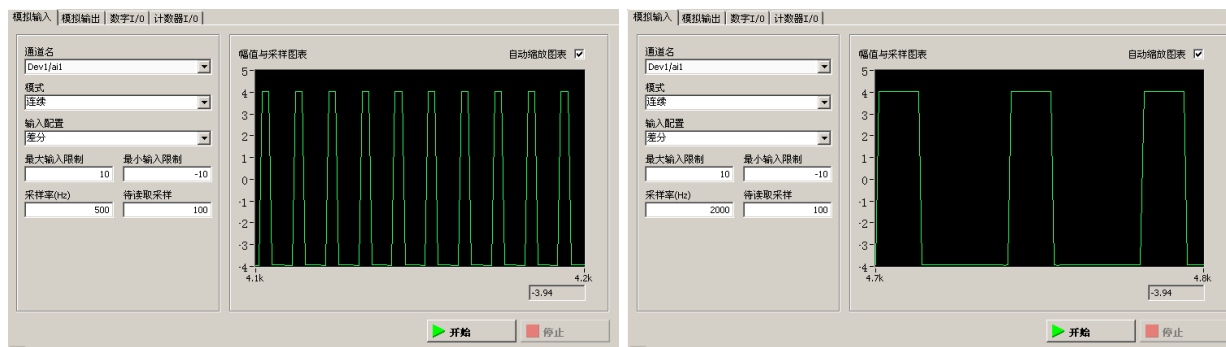 模拟输入 模拟输出 数字I/O 计数器I/O
通道名
Dev1/ai1
模式
连续
输入配置
差分
最大输入限制 最小输入限制
10 -10
采样率(Hz) 待读取采样
500 100
幅值与采样图表 自动缩放图表
5
4
3
2
1
0
-1
-2
-3
-4
4.1k 4.2k
-3.94
开始 停止
模拟输入 模拟输出 数字I/O 计数器I/O
通道名
Dev1/ai1
模式
连续
输入配置
差分
最大输入限制 最小输入限制
10 -10
采样率(Hz) 待读取采样
2000 100
幅值与采样图表 自动缩放图表
5
4
3
2
1
0
-1
-2
-3
-4
4.7k 4.8k
-3.94
开始 停止